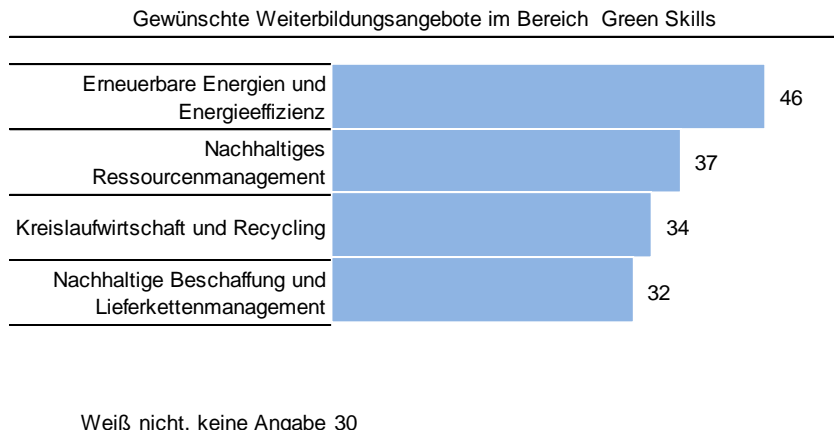 Gewünschte Weiterbildungsangebote im Bereich Green Skills
Erneuerbare Energien und
Energieeffizienz
46
Nachhaltiges
Ressourcenmanagement
37
Kreislaufwirtschaft und Recycling
34
Nachhaltige Beschaffung und
Lieferkettenmanagement
32
Weiß nicht, keine Angabe 30